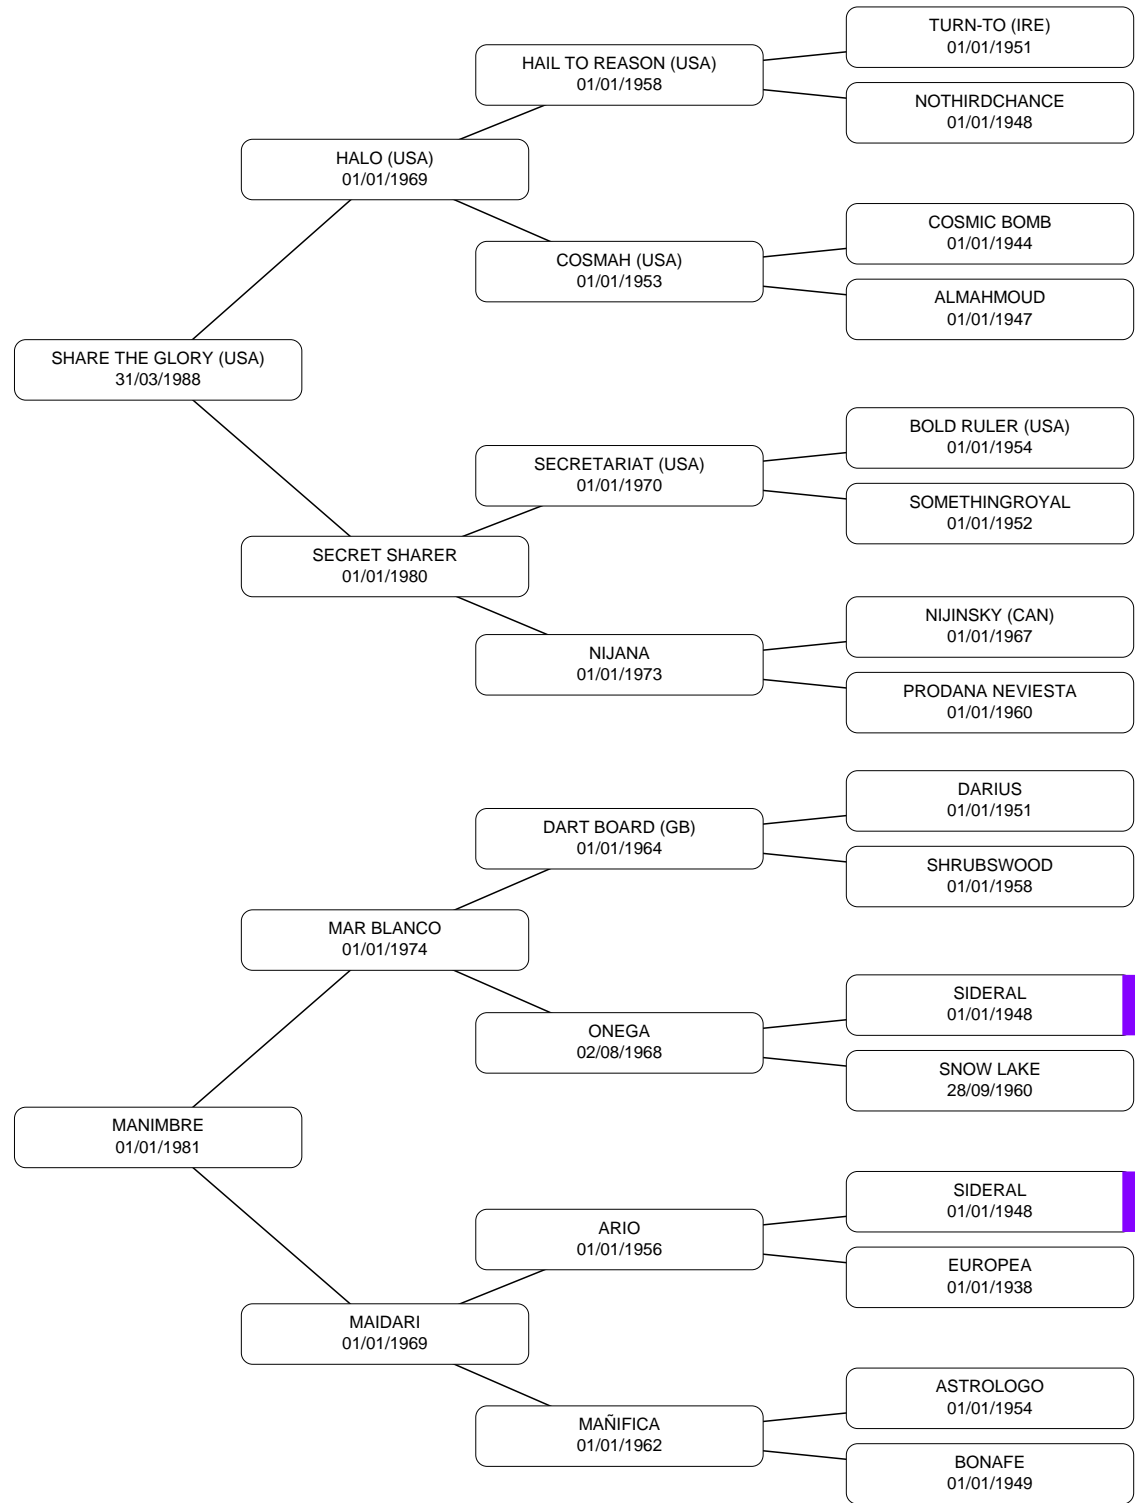 TURN-TO (IRE)
01/01/1951
HAIL TO REASON (USA)
01/01/1958
NOTHIRDCHANCE
01/01/1948
HALO (USA)
01/01/1969
COSMIC BOMB
01/01/1944
COSMAH (USA)
01/01/1953
ALMAHMOUD
01/01/1947
SHARE THE GLORY (USA)
31/03/1988
BOLD RULER (USA)
01/01/1954
SECRETARIAT (USA)
01/01/1970
SOMETHINGROYAL
01/01/1952
SECRET SHARER
01/01/1980
NIJINSKY (CAN)
01/01/1967
NIJANA
01/01/1973
PRODANA NEVIESTA
01/01/1960
DARIUS
01/01/1951
DART BOARD (GB)
01/01/1964
SHRUBSWOOD
01/01/1958
MAR BLANCO
01/01/1974
SIDERAL
01/01/1948
ONEGA
02/08/1968
SNOW LAKE
28/09/1960
MANIMBRE
01/01/1981
SIDERAL
01/01/1948
ARIO
01/01/1956
EUROPEA
01/01/1938
MAIDARI
01/01/1969
ASTROLOGO
01/01/1954
MAÑIFICA
01/01/1962
BONAFE
01/01/1949